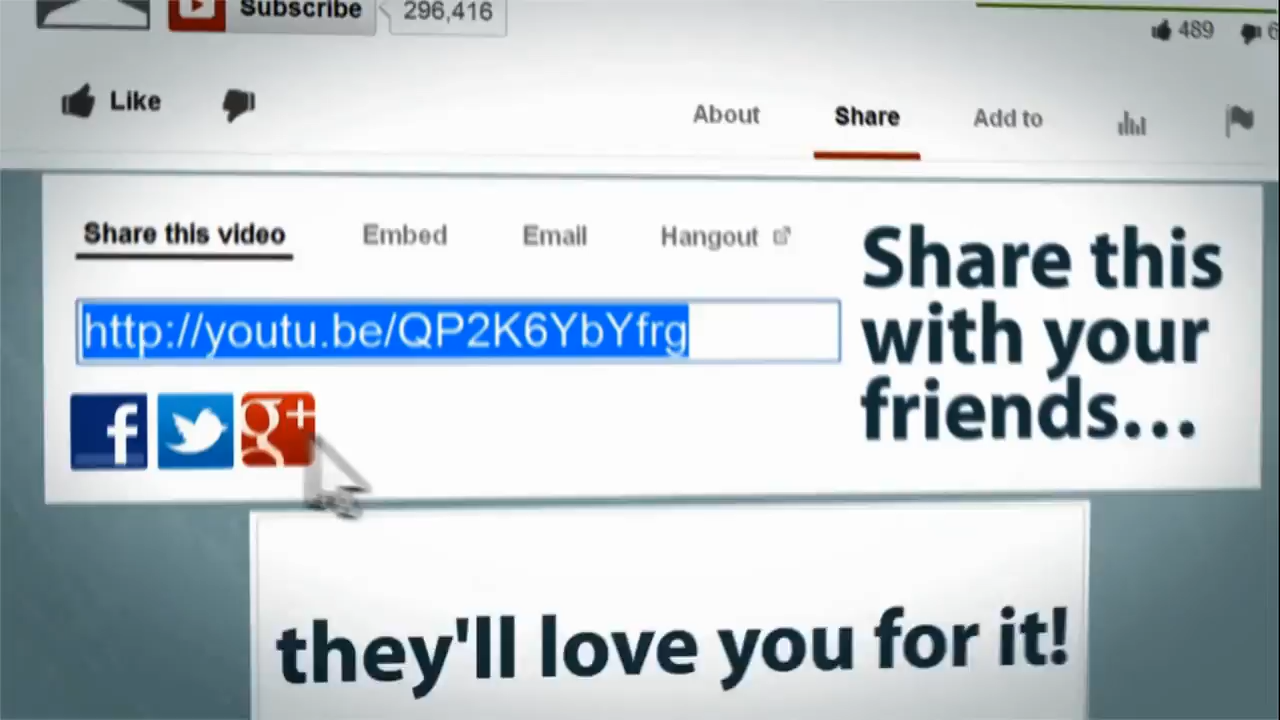 Subscribe 296,416
489
Like
About Share Add to
Share this video Embed Email Hangout
http://youtu.be/QP2K6YbYfrg
f g+
Share this
with your
friends...
they'll love you for it!